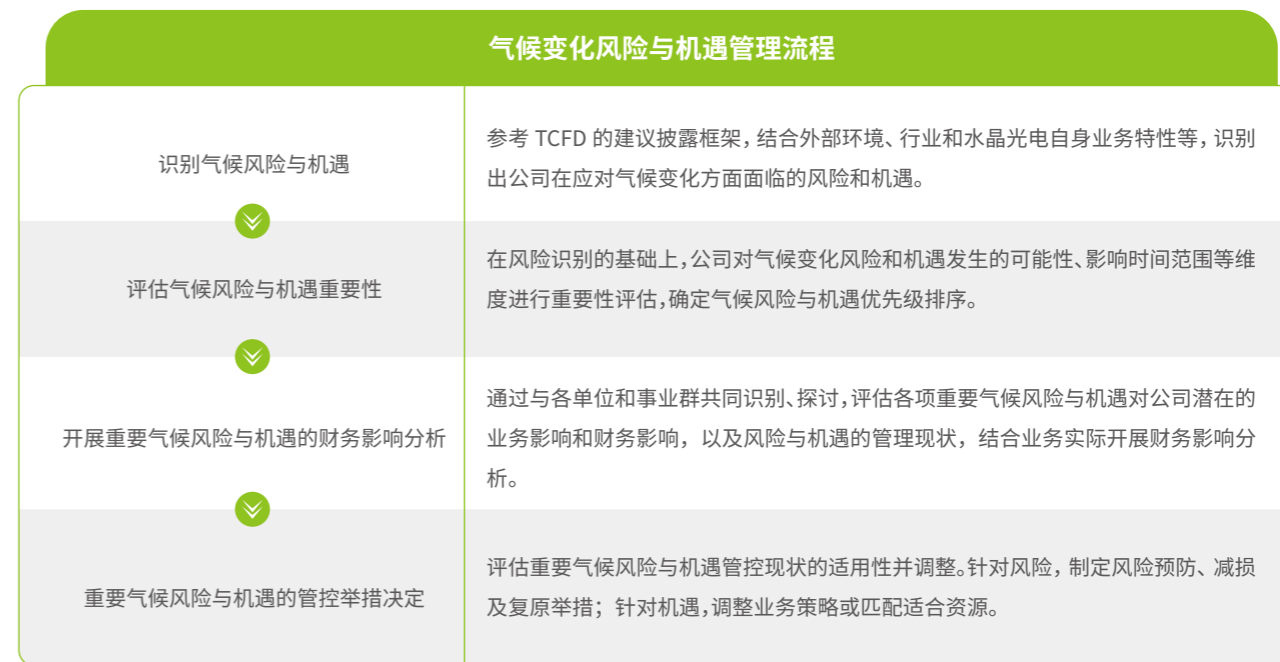 气候变化风险与机遇管理流程
识别气候风险与机遇
参考 TCFD 的建议披露框架，结合外部环境、行业和水晶光电自身业务特性等，识别
出公司在应对气候变化方面面临的风险和机遇。
评估气候风险与机遇重要性
在风险识别的基础上，公司对气候变化风险和机遇发生的可能性、影响时间范围等维
度进行重要性评估，确定气候风险与机遇优先级排序。
开展重要气候风险与机遇的财务影响分析
通过与各单位和事业群共同识别、探讨，评估各项重要气候风险与机遇对公司潜在的
业务影响和财务影响，以及风险与机遇的管理现状，结合业务实际开展财务影响分
析。
重要气候风险与机遇的管控举措决定
评估重要气候风险与机遇管控现状的适用性并调整。针对风险，制定风险预防、减损
及复原举措；针对机遇，调整业务策略或匹配适合资源。